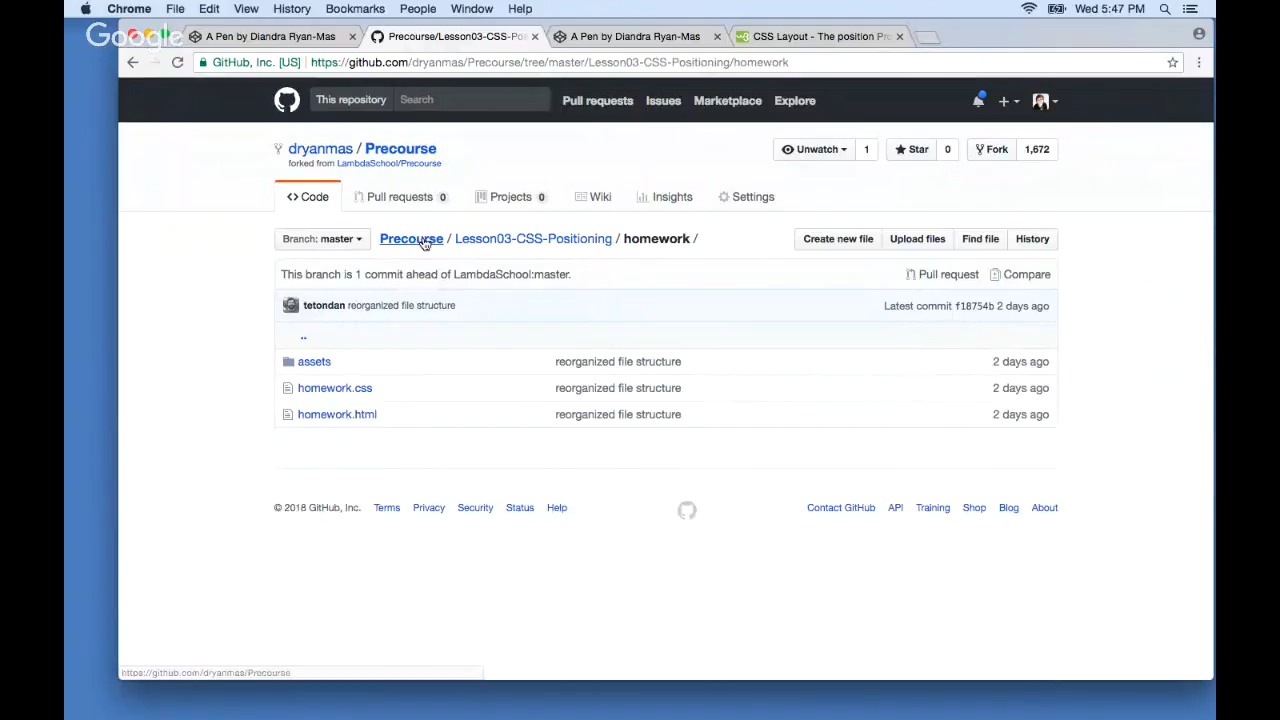 Chrome File Edit View History Bookmarks People Window Help Wed 5:47 PM
Google
A Pen by Diandra Ryan-Mas × Precourse/Lesson03-CSS-Pos × A Pen by Diandra Ryan-Mas × CSS Layout - The position Pro ×
GitHub, Inc. [US] https://github.com/dryanmas/Precourse/tree/master/Lesson03-CSS-Positioning/homework
This repository Search Pull requests Issues Marketplace Explore
dryanmas / Precourse Unwatch 1 Star 0 Fork 1,672
forked from LambdaSchool/Precourse
<> Code Pull requests 0 Projects 0 Wiki Insights Settings
Branch: master Precourse / Lesson03-CSS-Positioning / homework / Create new file Upload files Find file History
This branch is 1 commit ahead of LambdaSchool:master. Pull request Compare
tetondan reorganized file structure Latest commit f18754b 2 days ago
..
assets reorganized file structure 2 days ago
homework.css reorganized file structure 2 days ago
homework.html reorganized file structure 2 days ago
© 2018 GitHub, Inc. Terms Privacy Security Status Help Contact GitHub API Training Shop Blog About
https://github.com/dryanmas/Precourse